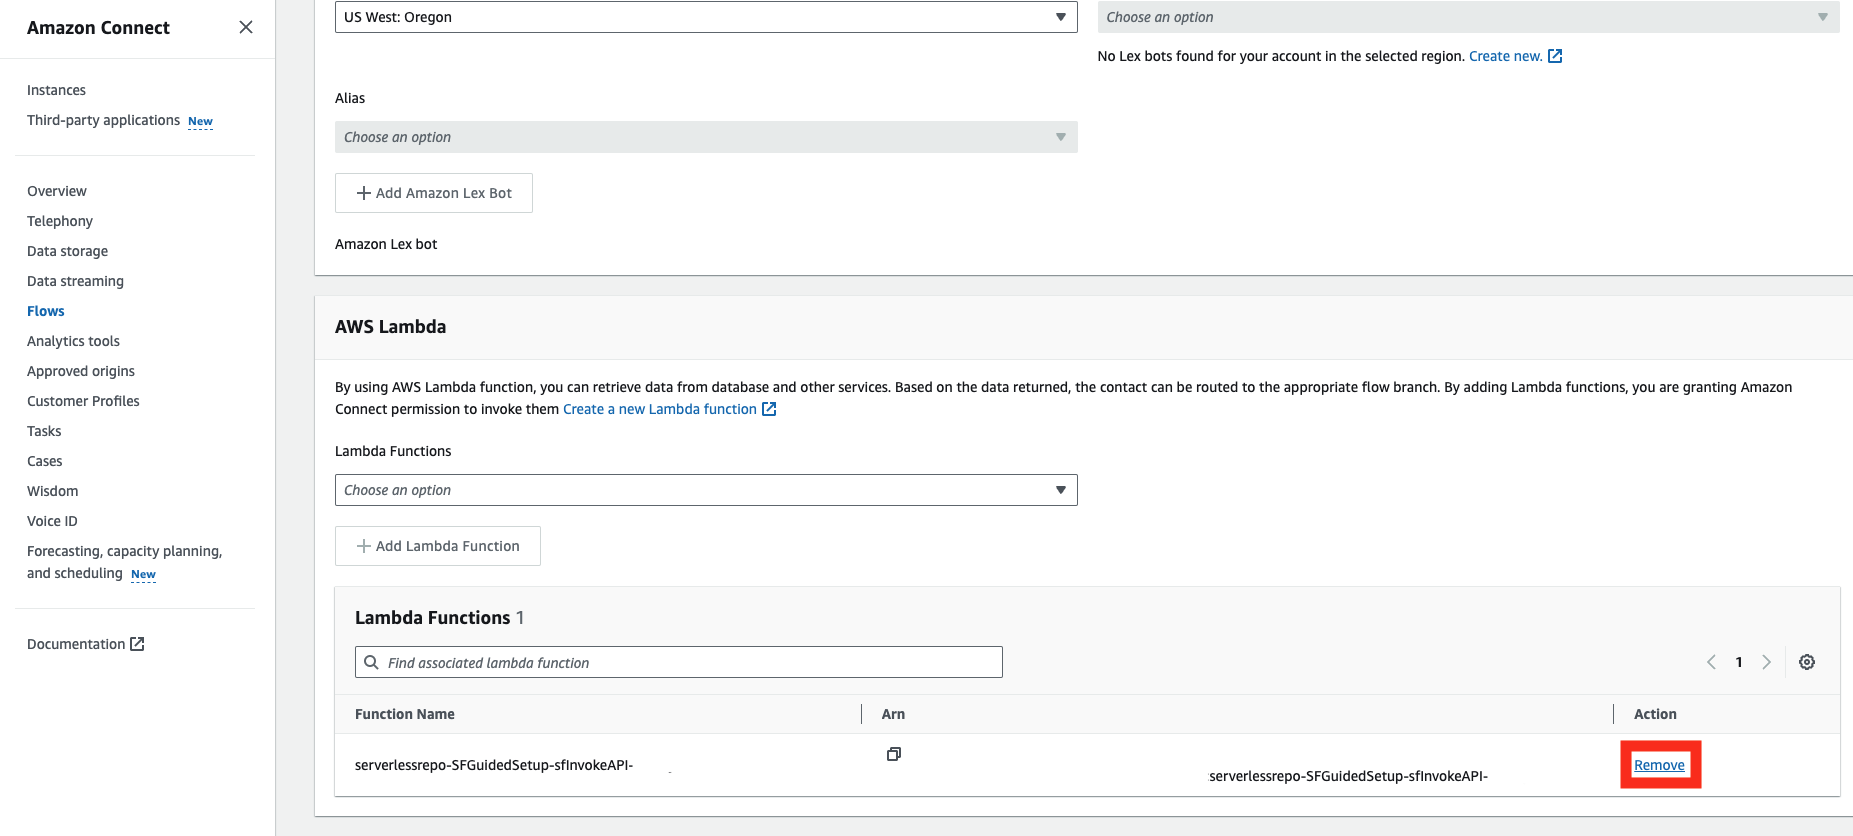 Amazon Connect
Instances
Third-party applications New
Overview
Telephony
Data storage
Data streaming
Flows
Analytics tools
Approved origins
Customer Profiles
Tasks
Cases
Wisdom
Voice ID
Forecasting, capacity planning,
and scheduling New
Documentation
US West: Oregon
Choose an option
No Lex bots found for your account in the selected region. Create new.
Alias
Choose an option
Add Amazon Lex Bot
Amazon Lex bot
AWS Lambda
By using AWS Lambda function, you can retrieve data from database and other services. Based on the data returned, the contact can be routed to the appropriate flow branch. By adding Lambda functions, you are granting Amazon
Connect permission to invoke them Create a new Lambda function
Lambda Functions
Choose an option
Add Lambda Function
Lambda Functions 1
Find associated lambda function
1
Function Name Arn Action
serverlessrepo-SFGuidedSetup-sfInvokeAPI- :serverlessrepo-SFGuidedSetup-sfInvokeAPI- Remove